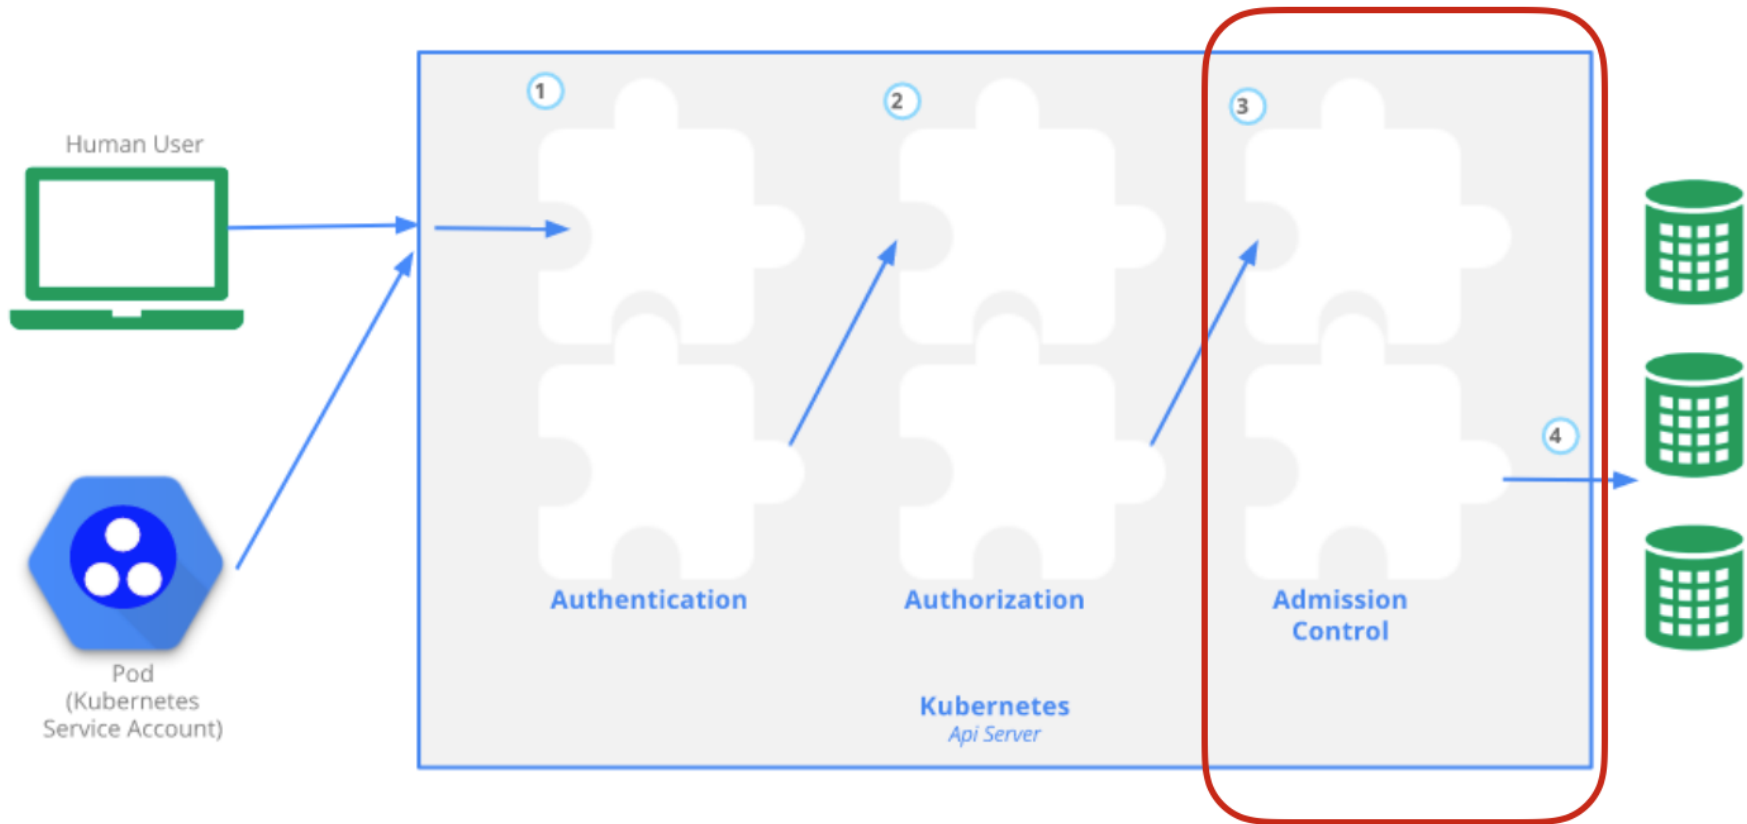 Human User
Pod
(Kubernetes
Service Account)
1
Authentication
2
Authorization
3
Admission
Control
4
Kubernetes
Api Server